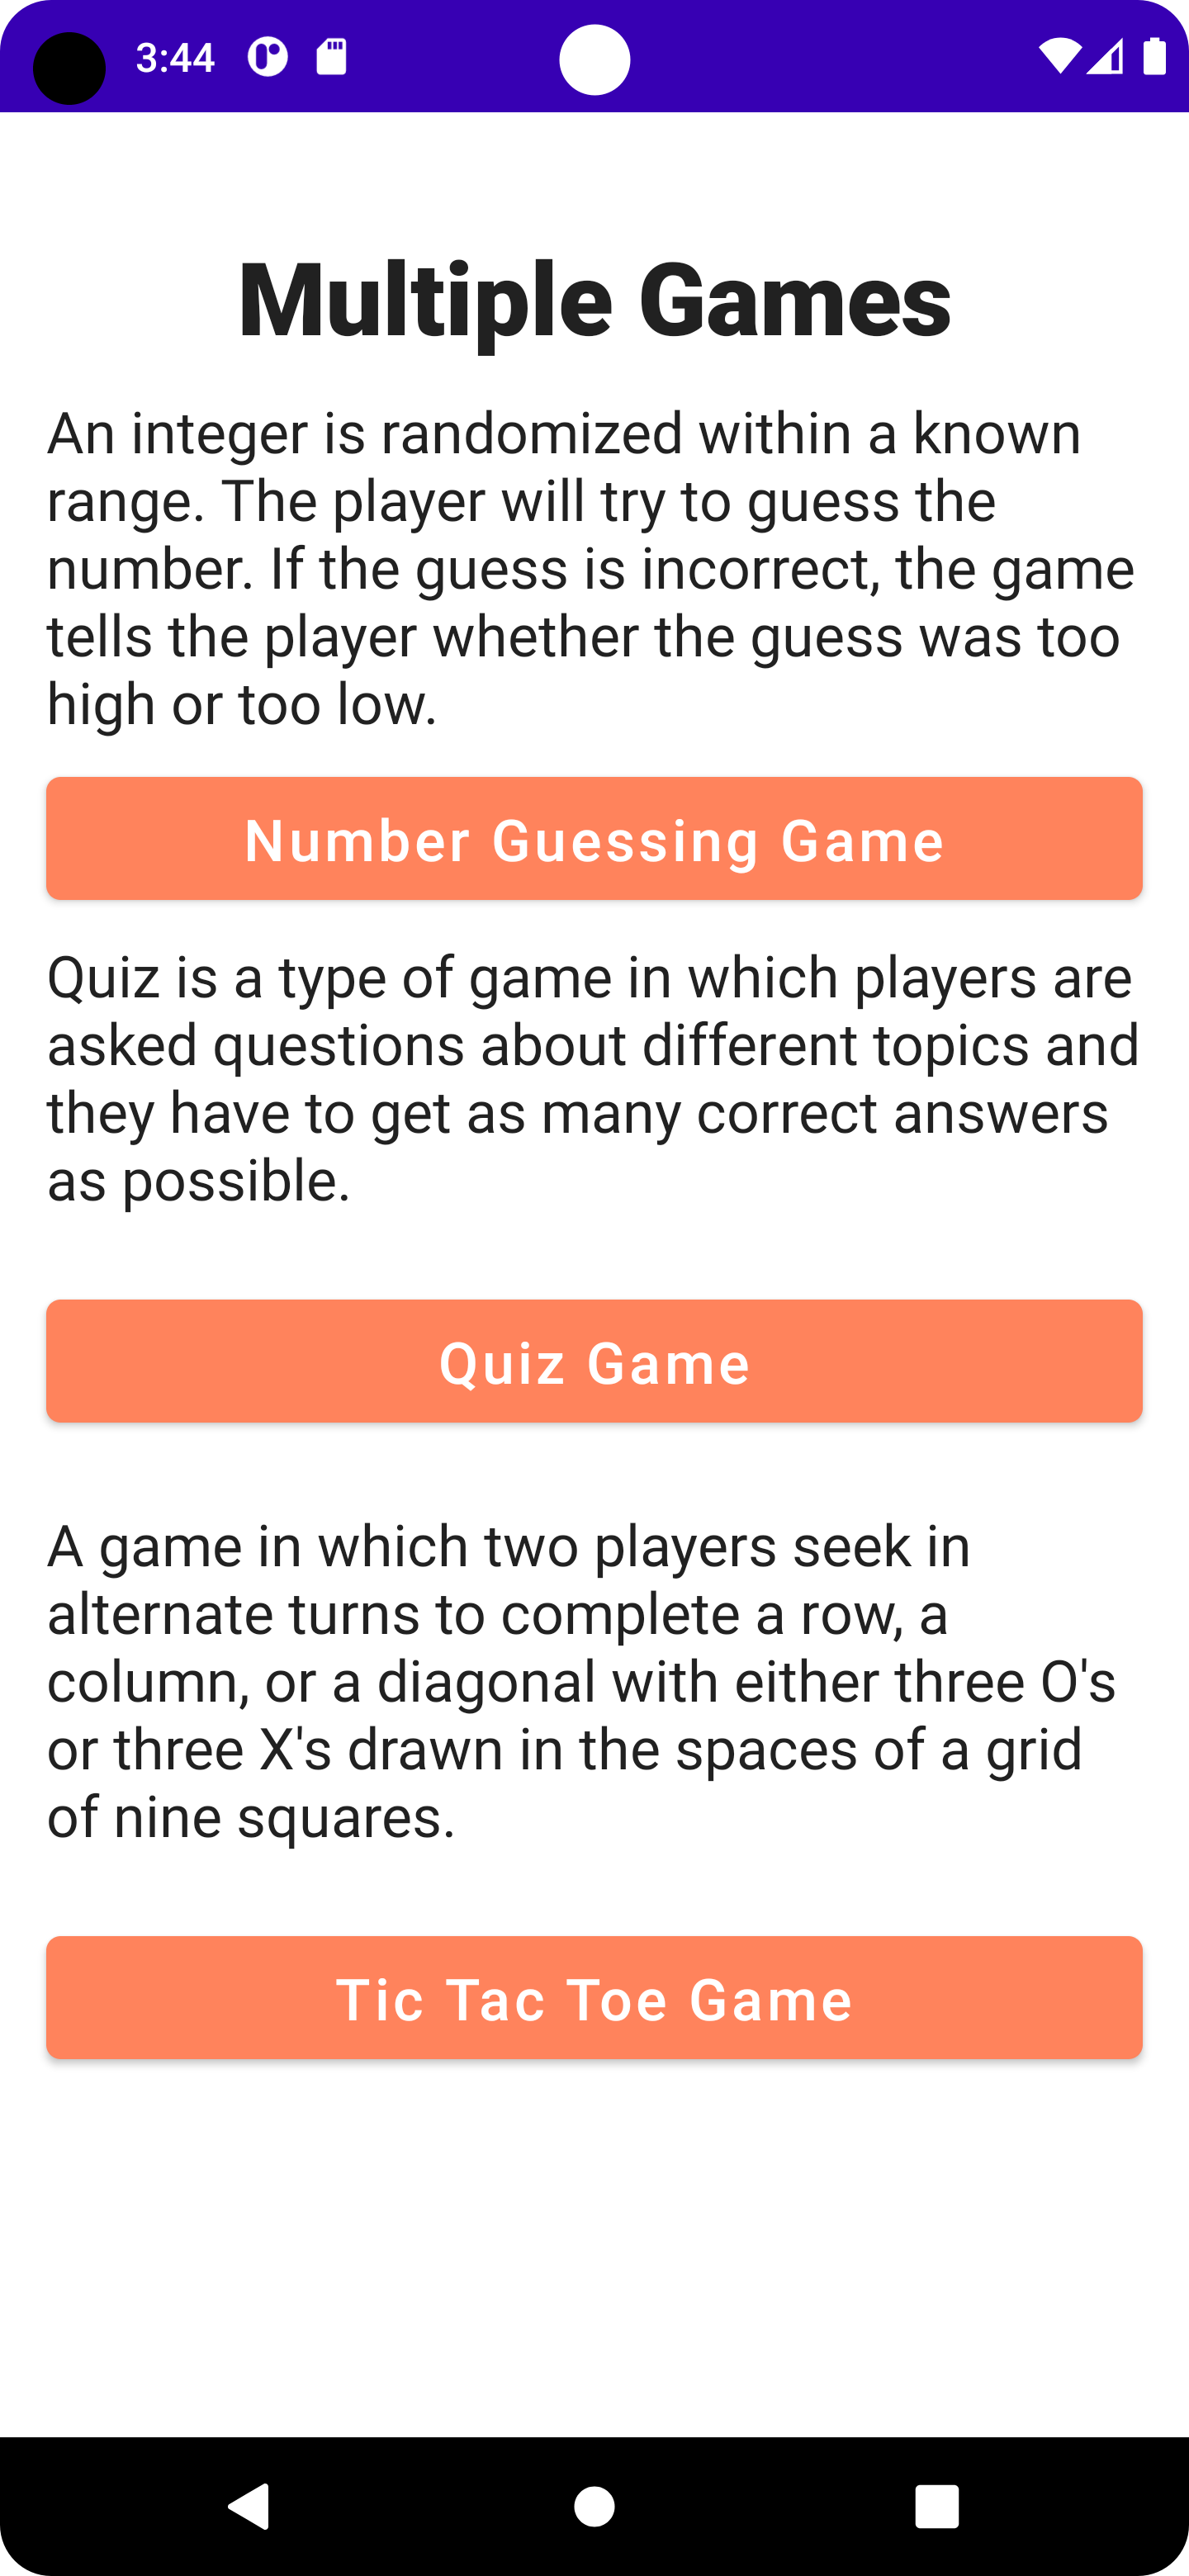 3:44
Multiple Games
An integer is randomized within a known
range. The player will try to guess the
number. If the guess is incorrect, the game
tells the player whether the guess was too
high or too low.
Number Guessing Game
Quiz is a type of game in which players are
asked questions about different topics and
they have to get as many correct answers
as possible.
Quiz Game
A game in which two players seek in
alternate turns to complete a row, a
column, or a diagonal with either three O's
or three X's drawn in the spaces of a grid
of nine squares.
Tic Tac Toe Game